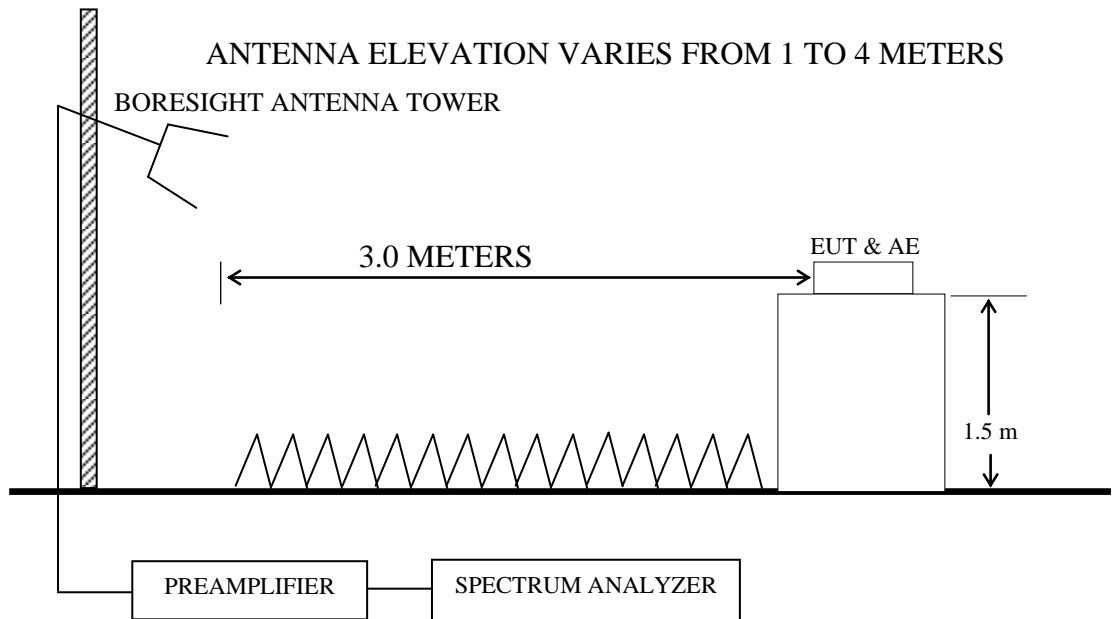 ANTENNA ELEVATION VARIES FROM 1 TO 4 METERS
BORESIGHT ANTENNA TOWER
3.0 METERS
EUT & AE
1.5 m
PREAMPLIFIER
SPECTRUM ANALYZER